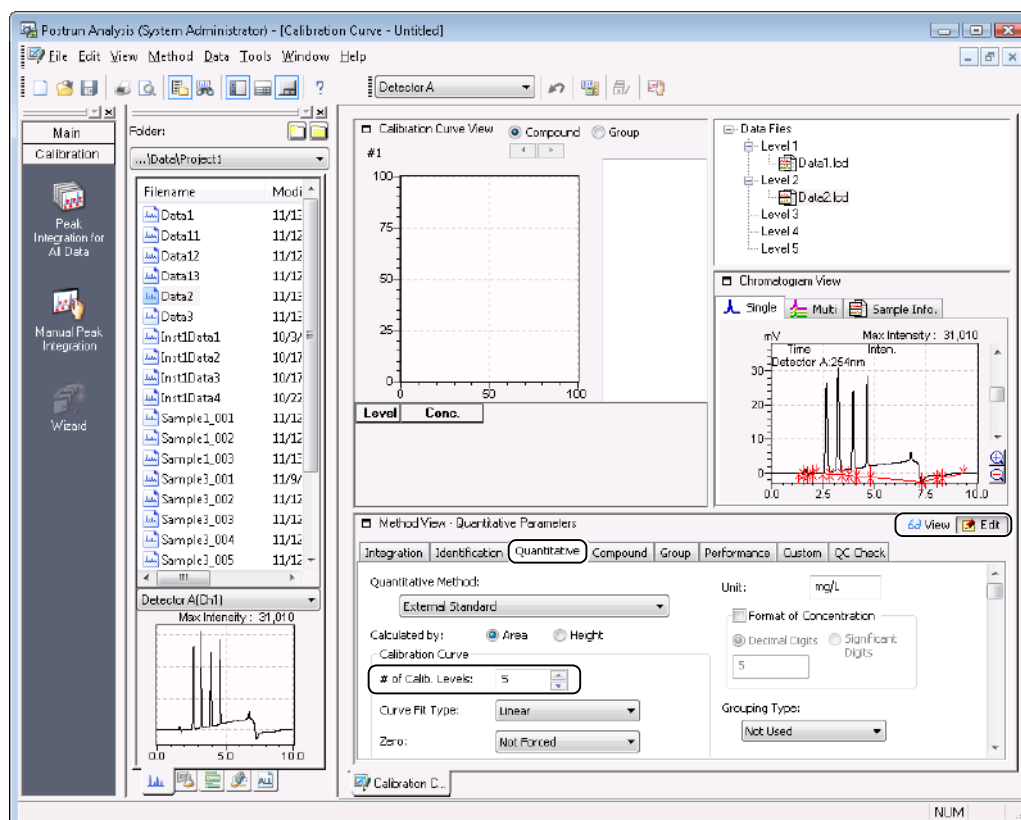 Postrun Analysis (System Administrator) - [Calibration Curve - Untitled]
File Edit View Method Data Tools Window Help
Detector A
Main
Calibration
Peak
Integration for
All Data
Manual Peak
Integration
Wizard
Folder:
...\Data\Project1
Filename Modi
Data1 11/13
Data11 11/12
Data12 11/12
Data13 11/12
Data2 11/13
Data3 11/13
Inst1Data1 10/3/
Inst1Data2 10/17
Inst1Data3 10/17
Inst1Data4 10/22
Sample1_001 11/12
Sample1_002 11/12
Sample1_003 11/13
Sample3_001 11/9/
Sample3_002 11/12
Sample3_003 11/12
Sample3_004 11/12
Sample3_005 11/12
Detector A(Ch1)
Max Intensity : 31,010
0.0 5.0 10.0
Calibration Curve View Compound Group
#1
100
75
50
25
0
0 50 100
Level Conc.
Data Files
Level 1
Data1.lcd
Level 2
Data2.lcd
Level 3
Level 4
Level 5
Chromatogram View
Single Multi Sample Info.
mV Max Intensity : 31,010
Time Inten.
Detector A:254nm
30
20
10
0
0.0 2.5 5.0 7.5 10.0
Method View - Quantitative Parameters View Edit
Integration Identification Quantitative Compound Group Performance Custom QC Check
Quantitative Method:
External Standard
Calculated by: Area Height
Calibration Curve
# of Calib. Levels: 5
Curve Fit Type: Linear
Zero: Not Forced
Unit: mg/L
Format of Concentration
Decimal Digits Significant Digits
5
Grouping Type:
Not Used
Calibration C...
NUM